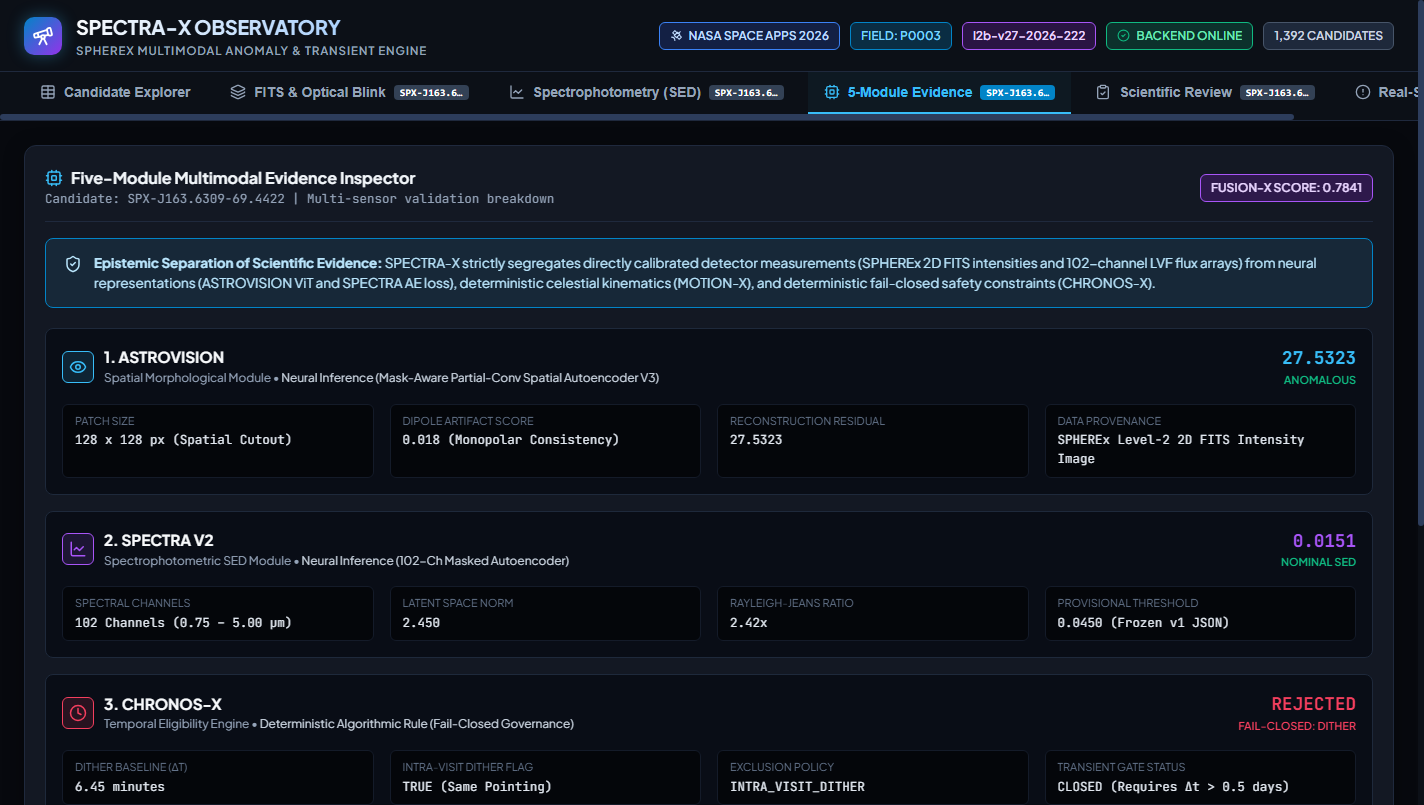 SPECTRA-X OBSERVATORY
SPHEREX MULTIMODAL ANOMALY & TRANSIENT ENGINE
NASA SPACE APPS 2026
FIELD: P0003
l2b-v27-2026-222
BACKEND ONLINE
1,392 CANDIDATES
Candidate Explorer
FITS & Optical Blink SPX-J163.6…
Spectrophotometry (SED) SPX-J163.6…
5-Module Evidence SPX-J163.6…
Scientific Review SPX-J163.6…
Real-S
Five-Module Multimodal Evidence Inspector
Candidate: SPX-J163.6309-69.4422 | Multi-sensor validation breakdown
FUSION-X SCORE: 0.7841
Epistemic Separation of Scientific Evidence: SPECTRA-X strictly segregates directly calibrated detector measurements (SPHEREx 2D FITS intensities and 102-channel LVF flux arrays) from neural
representations (ASTROVISION ViT and SPECTRA AE loss), deterministic celestial kinematics (MOTION-X), and deterministic fail-closed safety constraints (CHRONOS-X).
1. ASTROVISION
Spatial Morphological Module • Neural Inference (Mask-Aware Partial-Conv Spatial Autoencoder V3)
27.5323
ANOMALOUS
PATCH SIZE
128 x 128 px (Spatial Cutout)
DIPOLE ARTIFACT SCORE
0.018 (Monopolar Consistency)
RECONSTRUCTION RESIDUAL
27.5323
DATA PROVENANCE
SPHEREx Level-2 2D FITS Intensity
Image
2. SPECTRA V2
Spectrophotometric SED Module • Neural Inference (102-Ch Masked Autoencoder)
0.0151
NOMINAL SED
SPECTRAL CHANNELS
102 Channels (0.75 – 5.00 µm)
LATENT SPACE NORM
2.450
RAYLEIGH-JEANS RATIO
2.42x
PROVISIONAL THRESHOLD
0.0450 (Frozen v1 JSON)
3. CHRONOS-X
Temporal Eligibility Engine • Deterministic Algorithmic Rule (Fail-Closed Governance)
REJECTED
FAIL-CLOSED: DITHER
DITHER BASELINE (ΔT)
6.45 minutes
INTRA-VISIT DITHER FLAG
TRUE (Same Pointing)
EXCLUSION POLICY
INTRA_VISIT_DITHER
TRANSIENT GATE STATUS
CLOSED (Requires Δt > 0.5 days)